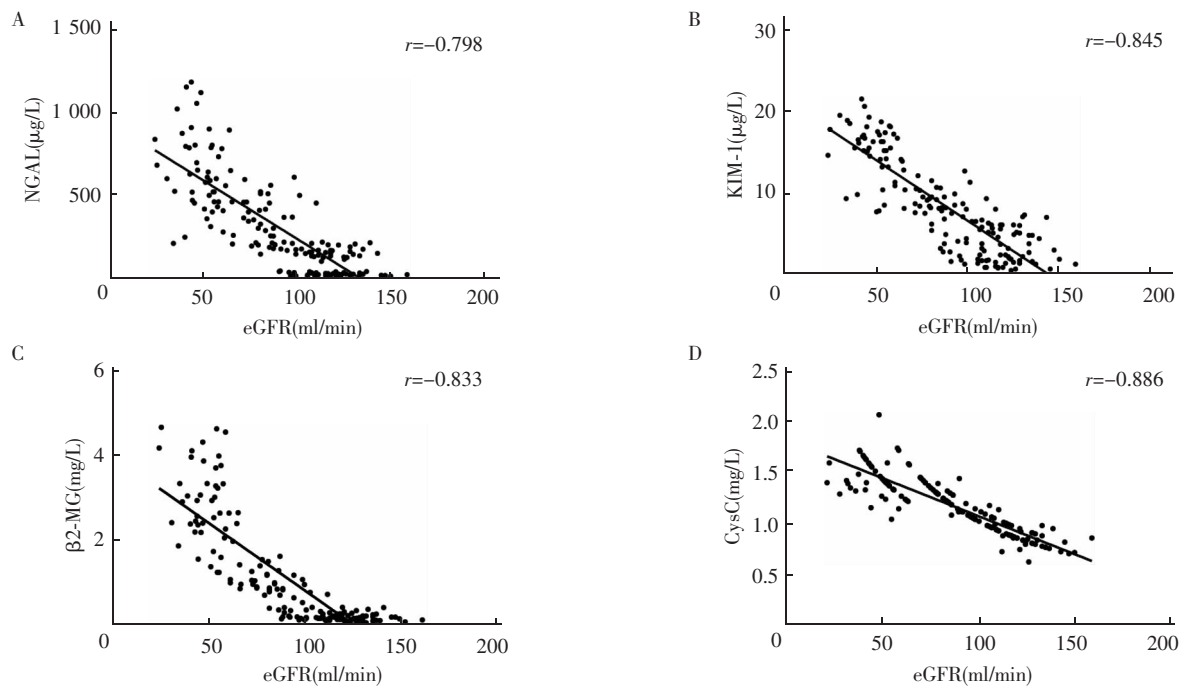 A
1 500
1 000
500
NGAL(μg/L)
r=−0.798
0
50
100
150
200
eGFR(ml/min)
B
30
20
10
KIM-1(μg/L)
r=−0.845
0
50
100
150
200
eGFR(ml/min)
C
6
4
2
β2-MG(mg/L)
r=−0.833
0
50
100
150
200
eGFR(ml/min)
D
2.5
2.0
1.5
1.0
0.5
CysC(mg/L)
r=−0.886
0
50
100
150
200
eGFR(ml/min)